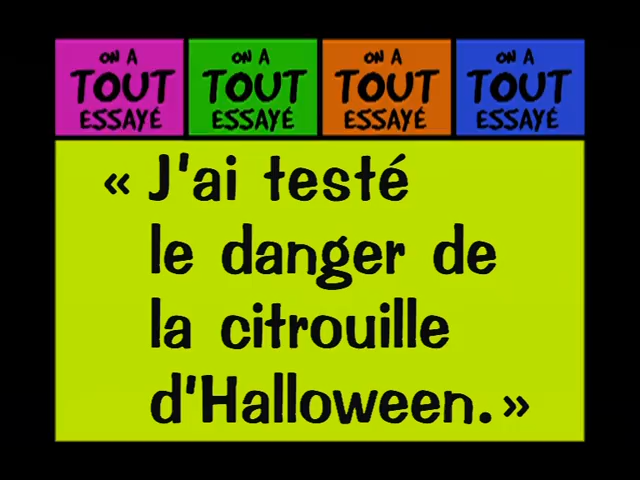 ON A TOUT ESSAYÉ
ON A TOUT ESSAYÉ
ON A TOUT ESSAYÉ
ON A TOUT ESSAYÉ
« J'ai testé
le danger de
la citrouille
d'Halloween.»